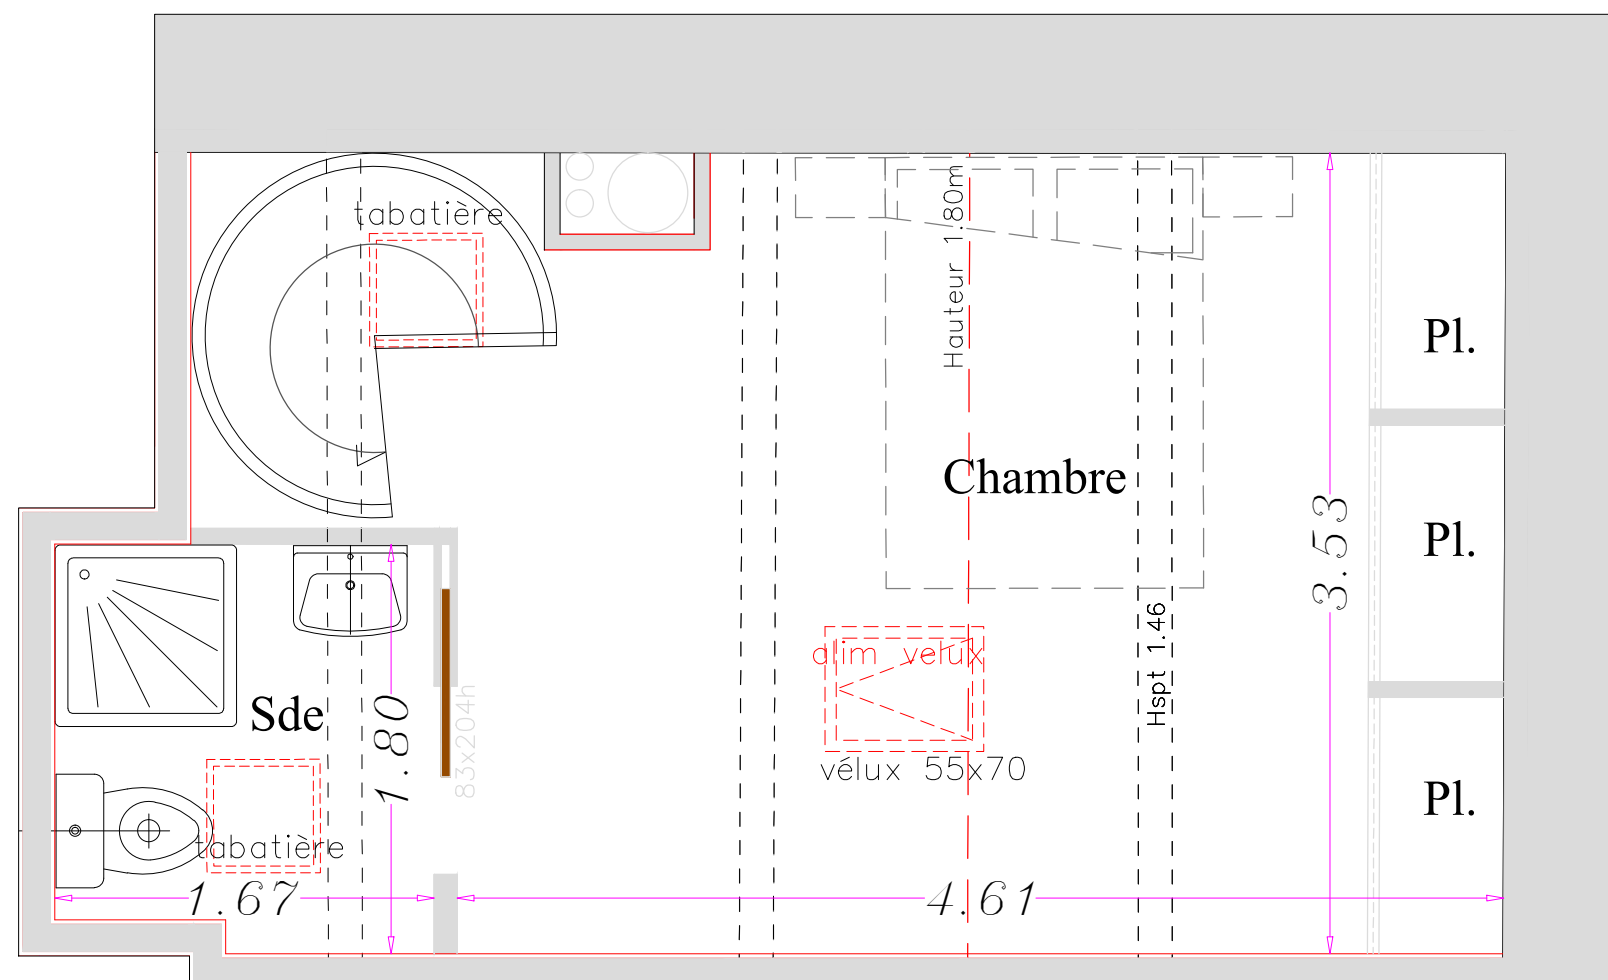 tabatière
Hauteur 1.80m
Pl.
Chambre
3.53
Pl.
Hspt 1.46
alim velux
Sde
1.80
83x204h
vélux 55x70
Pl.
tabatière
1.67
4.61